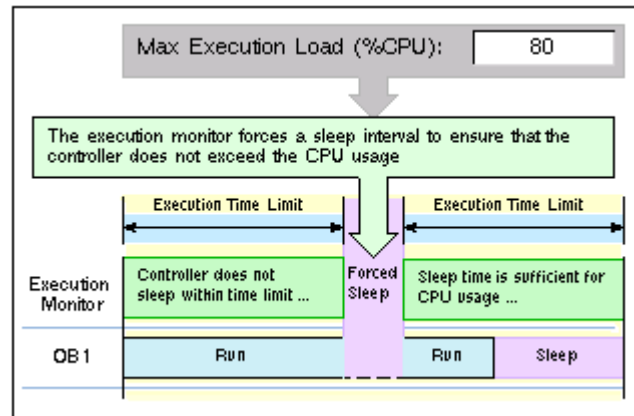 Max Execution Load (%CPU): 80
The execution monitor forces a sleep interval to ensure that the
controller does not exceed the CPU usage
Execution Time Limit
Execution Time Limit
Execution
Monitor
Controller does not
sleep within time limit ...
Forced
Sleep
Sleep time is sufficient for
CPU usage ...
OB1
Run
Run
Sleep